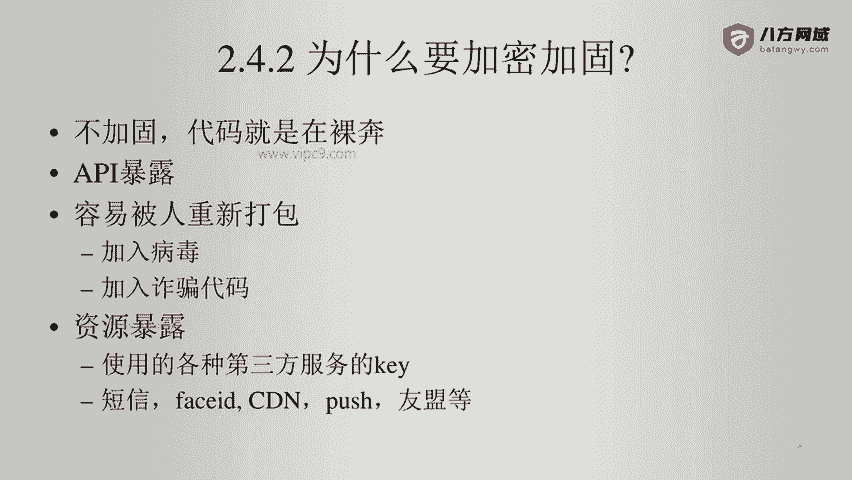 八方网域
bafangwy.com
2.4.2 为什么要加密加固?
• 不加固，代码就是在裸奔
www.vipc9.com
• API暴露
• 容易被人重新打包
– 加入病毒
– 加入诈骗代码
• 资源暴露
– 使用的各种第三方服务的key
– 短信，faceid, CDN，push，友盟等